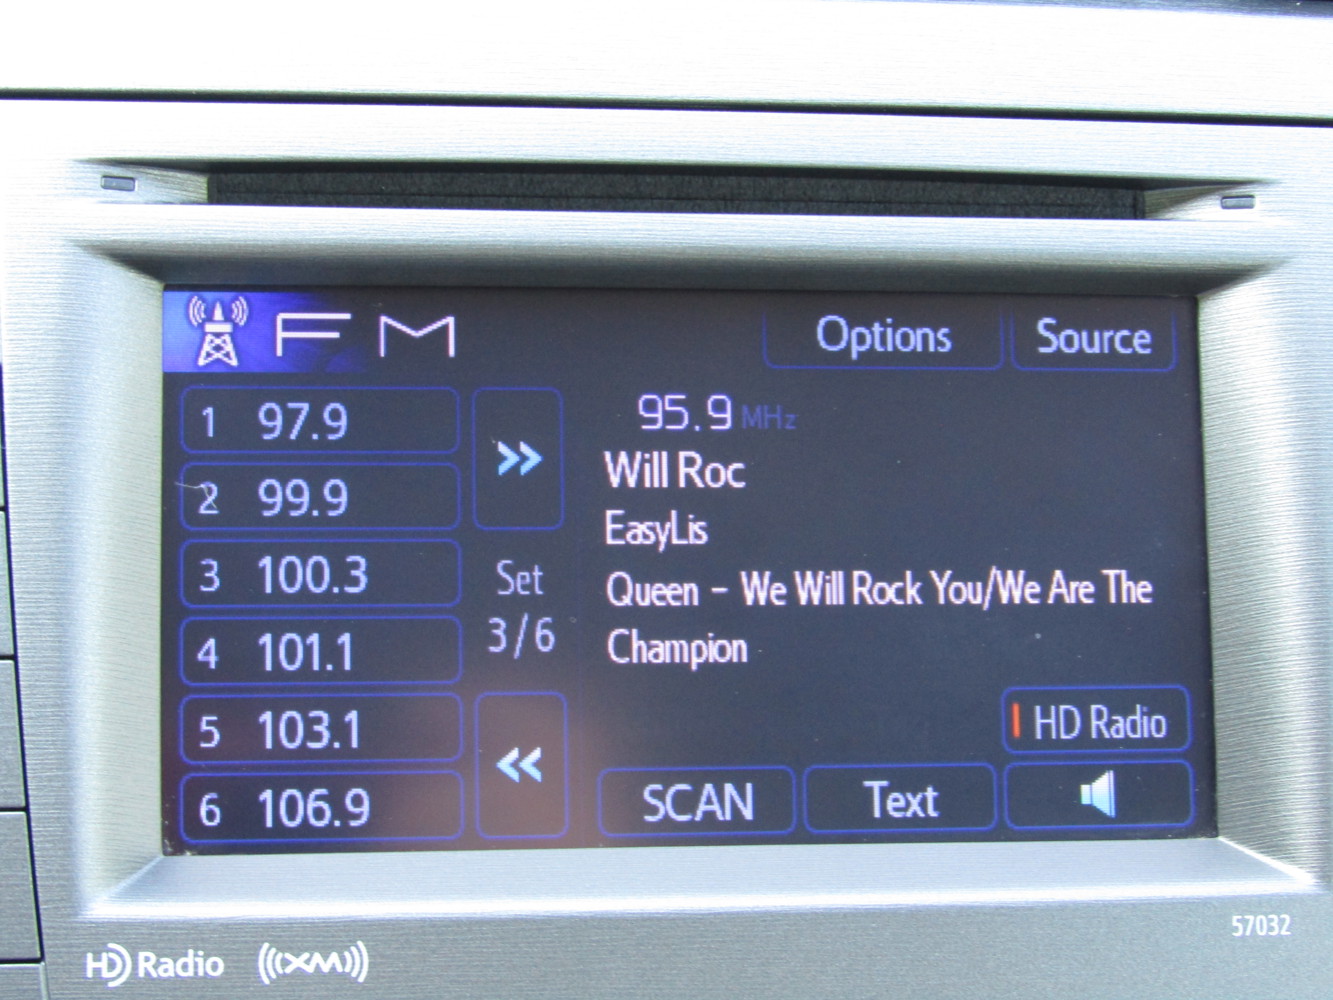 FM
Options
Source
1 97.9
2 99.9
3 100.3
4 101.1
5 103.1
6 106.9
>>
Set
3/6
<<
95.9 MHz
Will Roc
EasyLis
Queen - We Will Rock You/We Are The
Champion
HD Radio
SCAN
Text
57032
HD Radio
((XM))